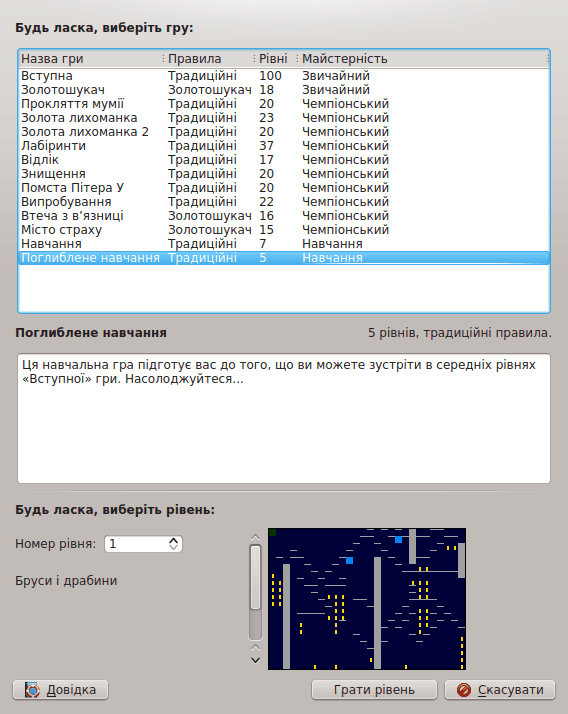 Будь ласка, виберіть гру:
Назва гри Правила Рівні Майстерність
Вступна Традиційні 100 Звичайний
Золотошукач Золотошукач 18 Звичайний
Прокляття мумії Традиційні 20 Чемпіонський
Золота лихоманка Традиційні 23 Чемпіонський
Золота лихоманка 2 Традиційні 20 Чемпіонський
Лабіринти Традиційні 37 Чемпіонський
Відлік Традиційні 17 Чемпіонський
Знищення Традиційні 20 Чемпіонський
Помста Пітера У Традиційні 20 Чемпіонський
Випробування Традиційні 22 Чемпіонський
Втеча з в’язниці Золотошукач 16 Чемпіонський
Місто страху Золотошукач 15 Чемпіонський
Навчання Традиційні 7 Навчання
Поглиблене навчання Традиційні 5 Навчання
Поглиблене навчання 5 рівнів, традиційні правила.
Ця навчальна гра підготує вас до того, що ви можете зустріти в середніх рівнях
«Вступної» гри. Насолоджуйтеся...
Будь ласка, виберіть рівень:
Номер рівня: 1
Бруси і драбини
Довідка Грати рівень Скасувати